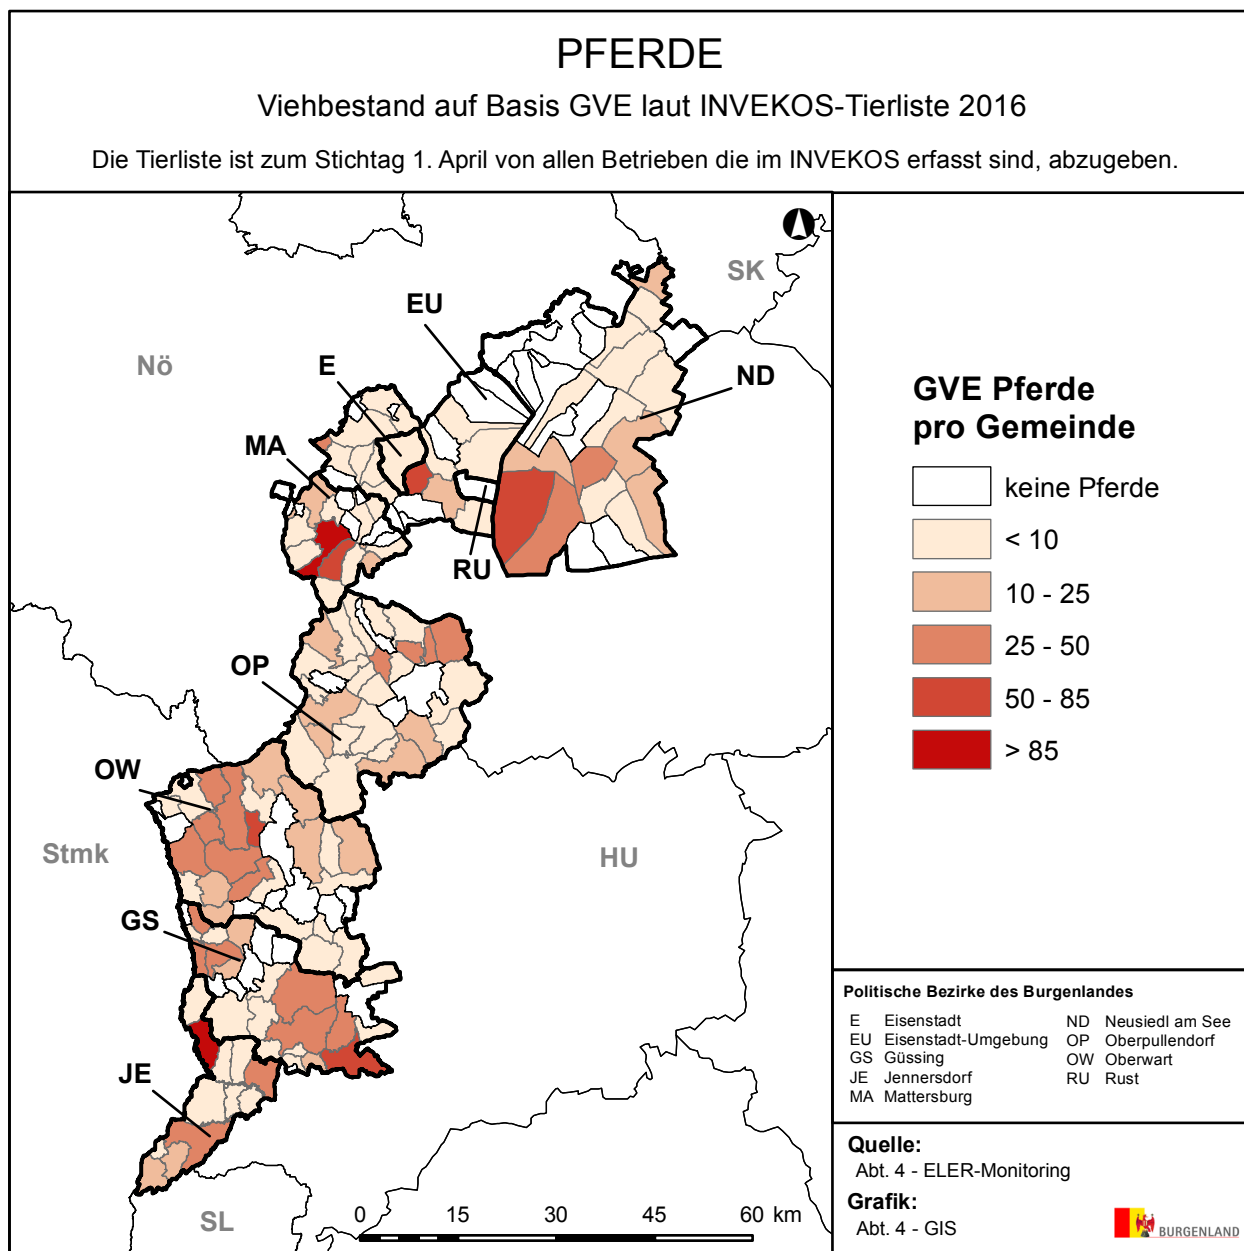 PFERDE
Viehbestand auf Basis GVE laut INVEKOS-Tierliste 2016
Die Tierliste ist zum Stichtag 1. April von allen Betrieben die im INVEKOS erfasst sind, abzugeben.
SK
EU
Nö
E
ND
MA
RU
OP
OW
Stmk
HU
GS
JE
SL
0 15 30 45 60 km
GVE Pferde
pro Gemeinde
keine Pferde
< 10
10 - 25
25 - 50
50 - 85
> 85
Politische Bezirke des Burgenlandes
E Eisenstadt
EU Eisenstadt-Umgebung
GS Güssing
JE Jennersdorf
MA Mattersburg
ND Neusiedl am See
OP Oberpullendorf
OW Oberwart
RU Rust
Quelle:
Abt. 4 - ELER-Monitoring
Grafik:
Abt. 4 - GIS
BURGENLAND